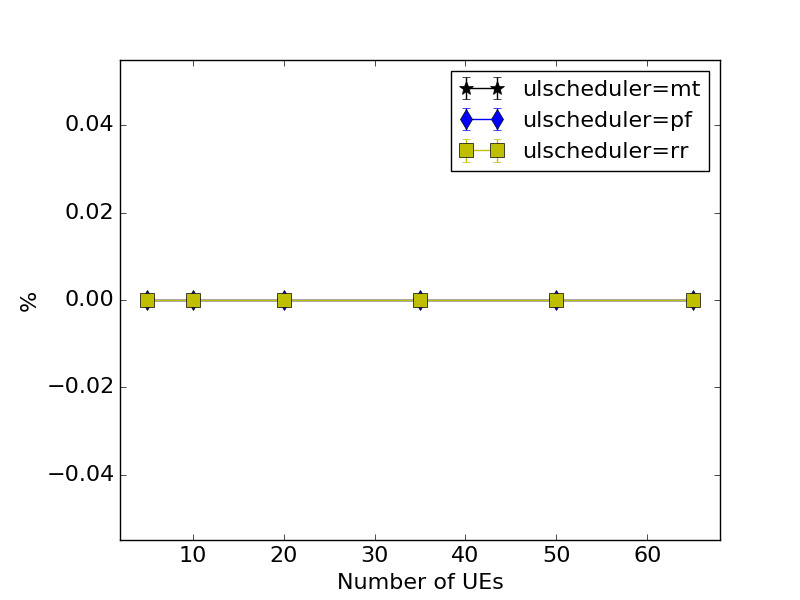 ulscheduler=mt
ulscheduler=pf
ulscheduler=rr
0.04
0.02
0.00
−0.02
−0.04
%
10 20 30 40 50 60
Number of UEs